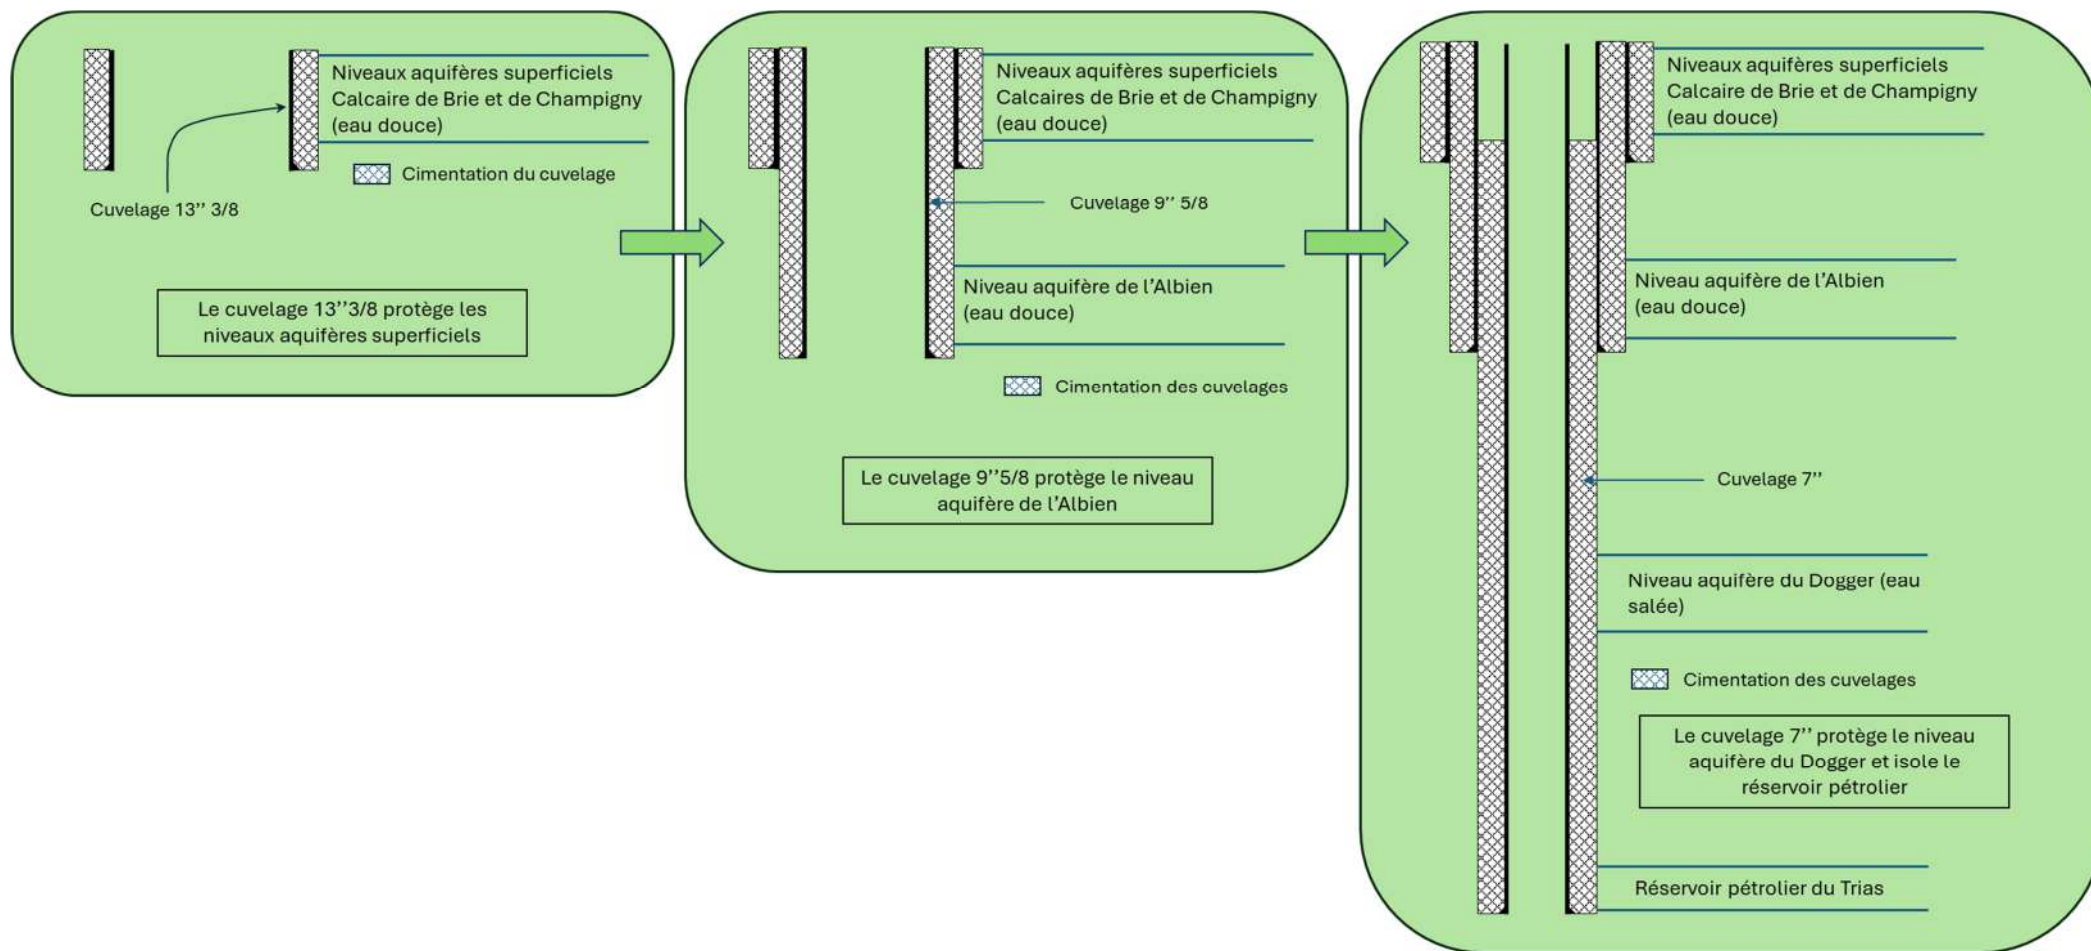 Niveaux aquifères superficiels
Calcaire de Brie et de Champigny
(eau douce)
Cimentation du cuvelage
Cuvelage 13’’ 3/8
Le cuvelage 13’’3/8 protège les
niveaux aquifères superficiels
Niveaux aquifères superficiels
Calcaires de Brie et de Champigny
(eau douce)
Cuvelage 9’’ 5/8
Niveau aquifère de l’Albien
(eau douce)
Cimentation des cuvelages
Le cuvelage 9’’5/8 protège le niveau
aquifère de l’Albien
Niveaux aquifères superficiels
Calcaire de Brie et de Champigny
(eau douce)
Niveau aquifère de l’Albien
(eau douce)
Cuvelage 7’’
Niveau aquifère du Dogger (eau
salée)
Cimentation des cuvelages
Le cuvelage 7’’ protège le niveau
aquifère du Dogger et isole le
réservoir pétrolier
Réservoir pétrolier du Trias